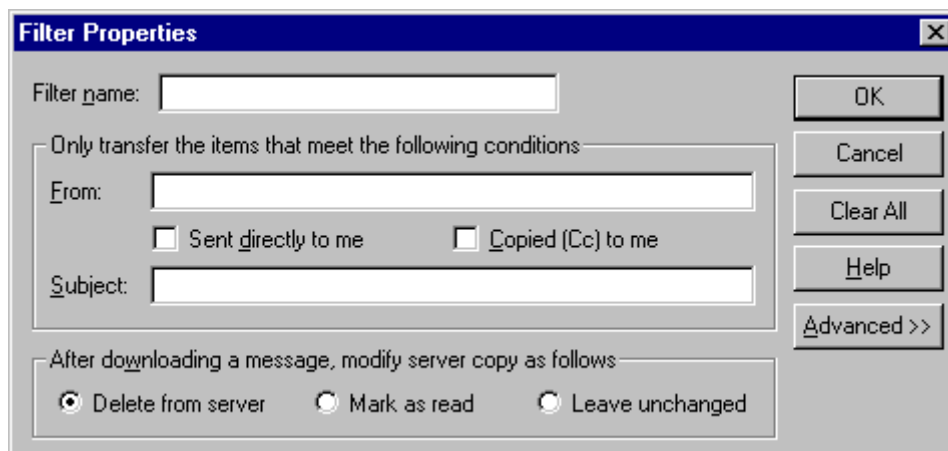 Filter Properties
Filter name:
OK
Only transfer the items that meet the following conditions
Cancel
From:
Clear All
Sent directly to me
Copied (Cc) to me
Help
Subject:
Advanced >>
After downloading a message, modify server copy as follows
Delete from server
Mark as read
Leave unchanged